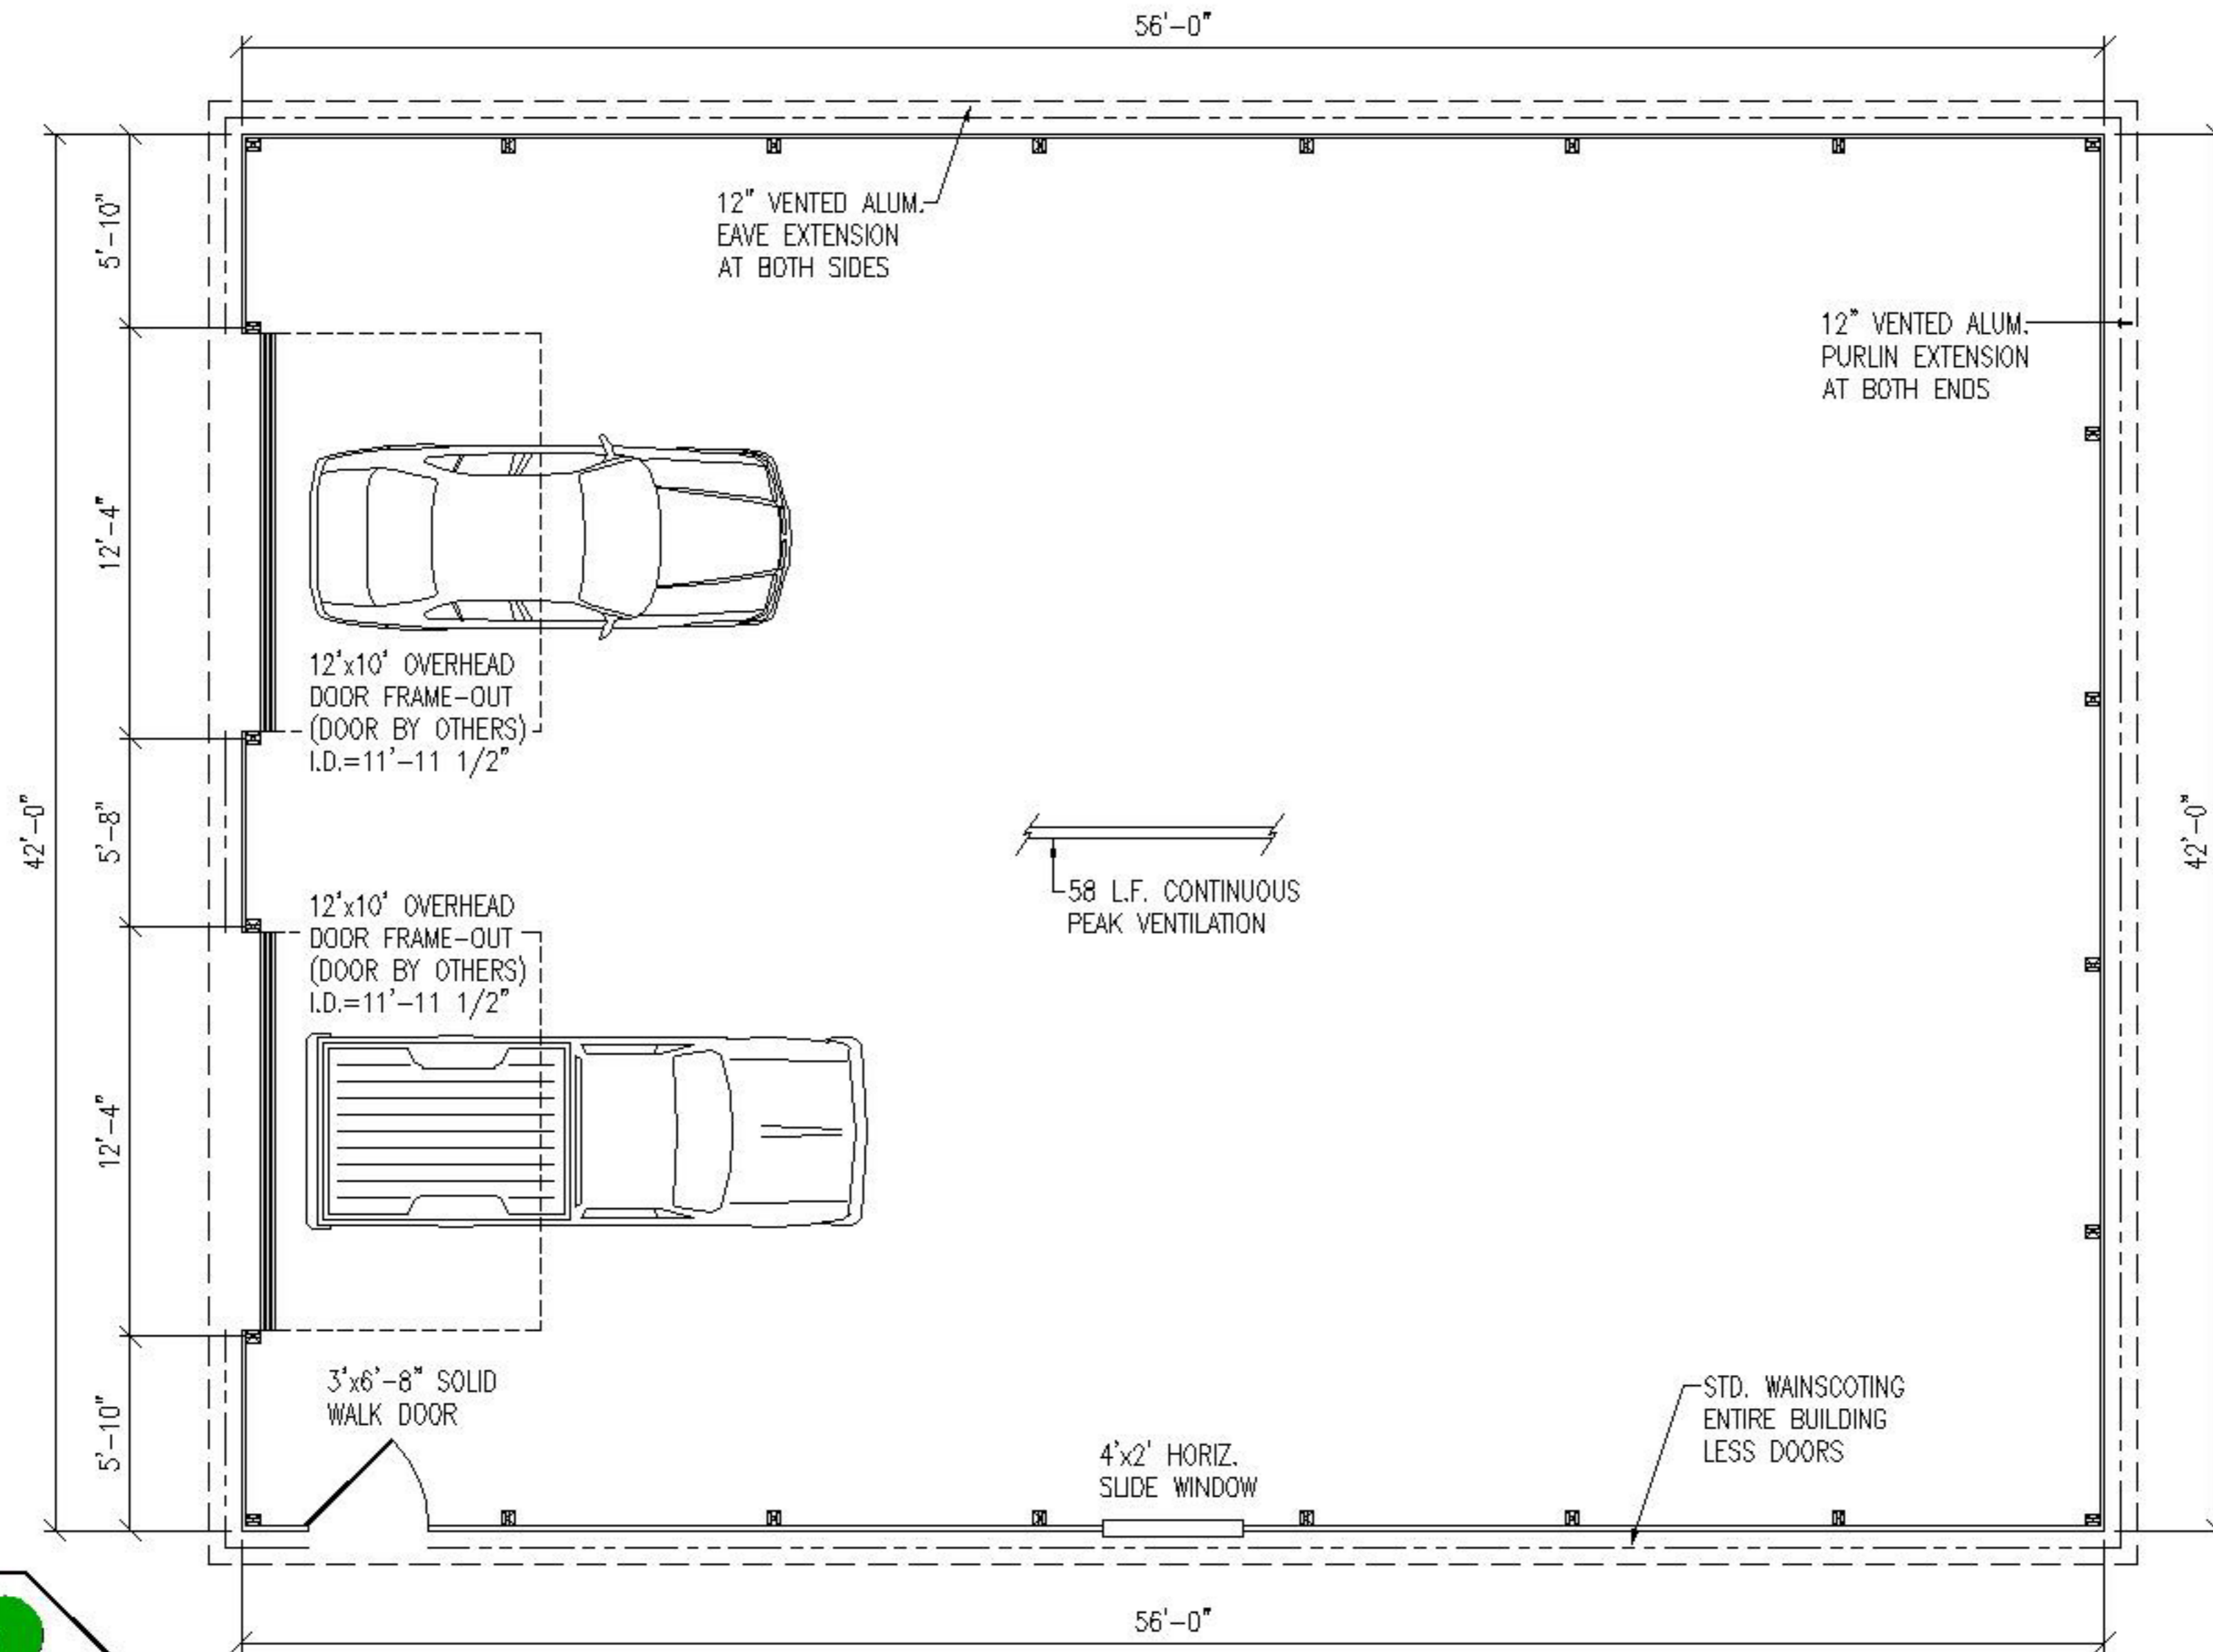 56'-0"
12" VENTED ALUM.
EAVE EXTENSION
AT BOTH SIDES
12" VENTED ALUM.
PURLIN EXTENSION
AT BOTH ENDS
5'-10"
12'-4"
5'-8"
12'-4"
5'-10"
42'-0"
42'-0"
12'x10' OVERHEAD
DOOR FRAME-OUT
(DOOR BY OTHERS)
I.D.=11'-11 1/2"
58 L.F. CONTINUOUS
PEAK VENTILATION
12'x10' OVERHEAD
DOOR FRAME-OUT
(DOOR BY OTHERS)
I.D.=11'-11 1/2"
3'x6'-8" SOLID
WALK DOOR
4'x2' HORIZ.
SLIDE WINDOW
STD. WAINSCOTING
ENTIRE BUILDING
LESS DOORS
56'-0"